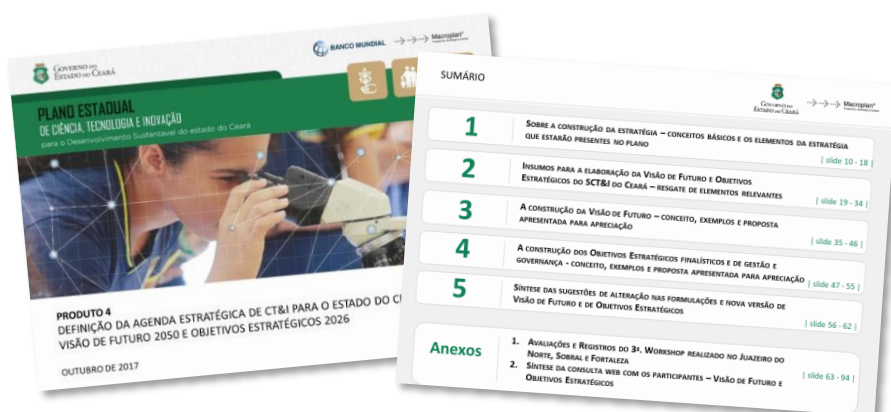 GOVERNO DO
ESTADO DO CEARÁ
BANCO MUNDIAL
Macroplan®
PLANO ESTADUAL
DE CIÊNCIA, TECNOLOGIA E INOVAÇÃO
para o Desenvolvimento Sustentável do estado do Ceará
PRODUTO 4
DEFINIÇÃO DA AGENDA ESTRATÉGICA DE CT&I PARA O ESTADO DO CE
VISÃO DE FUTURO 2050 E OBJETIVOS ESTRATÉGICOS 2026
OUTUBRO DE 2017
SUMÁRIO
GOVERNO DO
ESTADO DO CEARÁ
Macroplan®
1
SOBRE A CONSTRUÇÃO DA ESTRATÉGIA – CONCEITOS BÁSICOS E OS ELEMENTOS DA ESTRATÉGIA
QUE ESTARÃO PRESENTES NO PLANO
| slide 10 - 18 |
2
INSUMOS PARA A ELABORAÇÃO DA VISÃO DE FUTURO E OBJETIVOS
ESTRATÉGICOS DO SCT&I DO CEARÁ – RESGATE DE ELEMENTOS RELEVANTES
| slide 19 - 34 |
3
A CONSTRUÇÃO DA VISÃO DE FUTURO – CONCEITO, EXEMPLOS E PROPOSTA
APRESENTADA PARA APRECIAÇÃO
| slide 35 - 46 |
4
A CONSTRUÇÃO DOS OBJETIVOS ESTRATÉGICOS FINALÍSTICOS E DE GESTÃO E
GOVERNANÇA - CONCEITO, EXEMPLOS E PROPOSTA APRESENTADA PARA APRECIAÇÃO
| slide 47 - 55 |
5
SÍNTESE DAS SUGESTÕES DE ALTERAÇÃO NAS FORMULAÇÕES E NOVA VERSÃO DE
VISÃO DE FUTURO E DE OBJETIVOS ESTRATÉGICOS
| slide 56 - 62 |
Anexos
1. AVALIAÇÕES E REGISTROS DO 3º. WORKSHOP REALIZADO NO JUAZEIRO DO
NORTE, SOBRAL E FORTALEZA
2. SÍNTESE DA CONSULTA WEB COM OS PARTICIPANTES – VISÃO DE FUTURO E
OBJETIVOS ESTRATÉGICOS
| slide 63 - 94 |